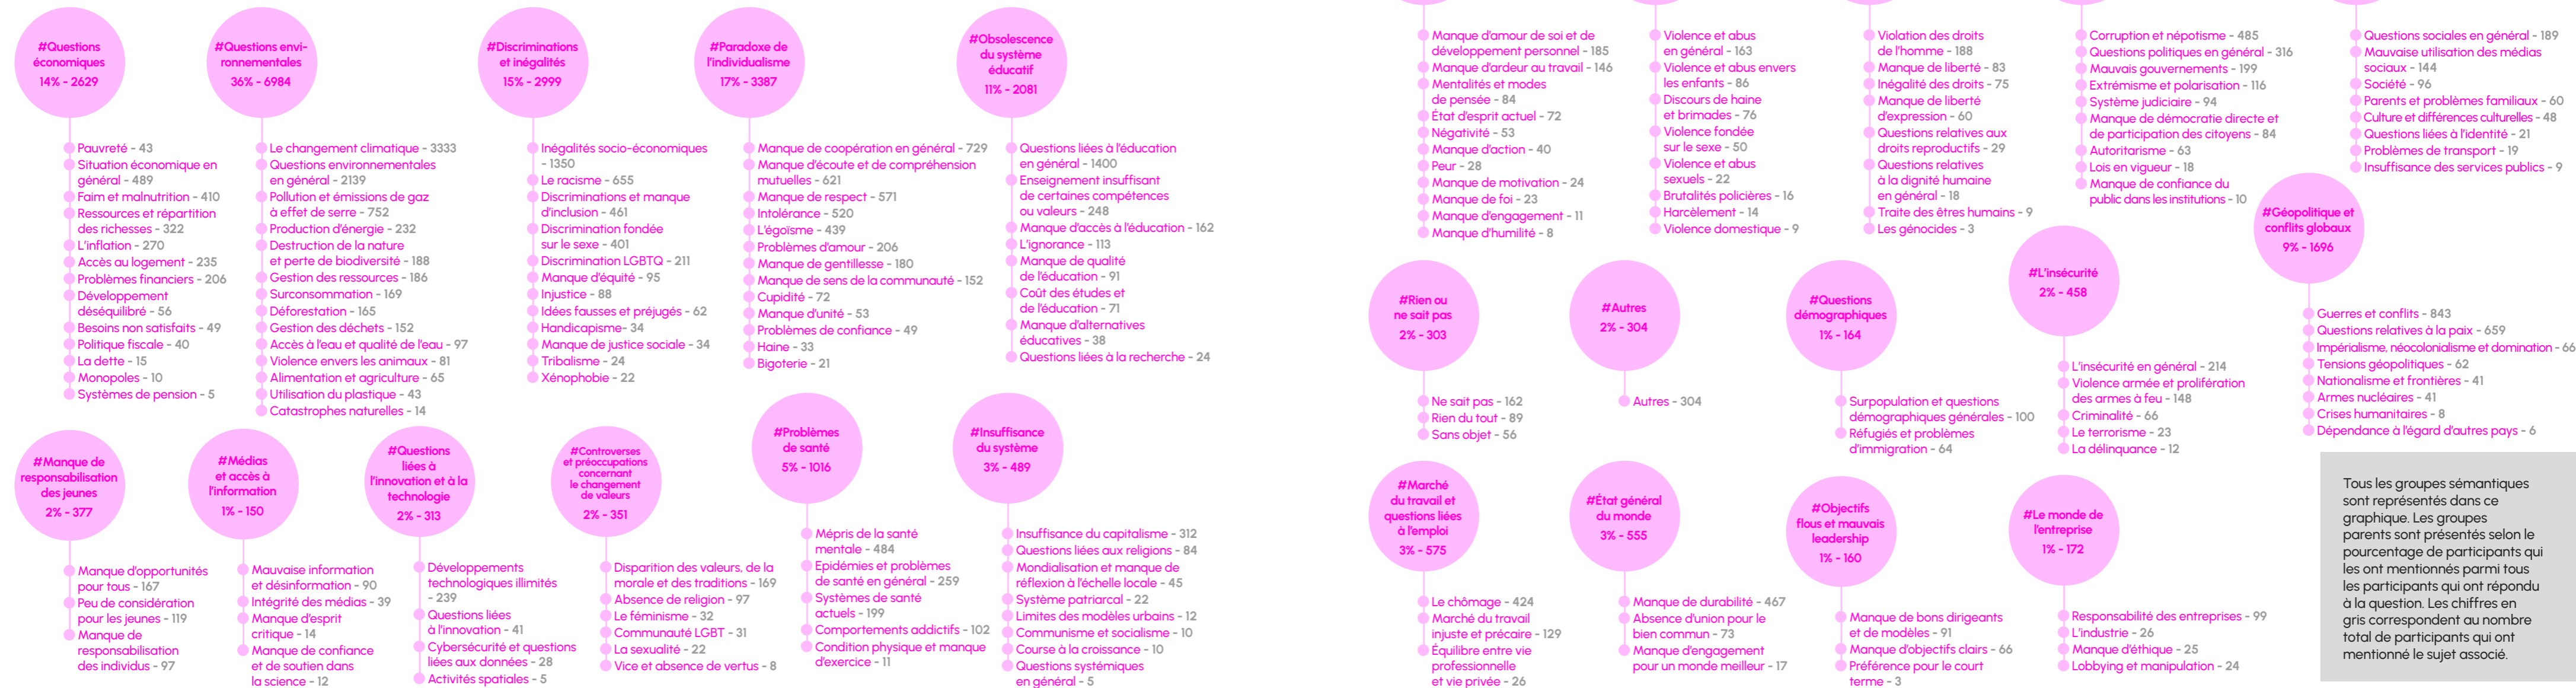 #Questions
économiques
14% - 2629
Pauvreté - 43
Situation économique en
général - 489
Faim et malnutrition - 410
Ressources et répartition
des richesses - 322
L'inflation - 270
Accès au logement - 235
Problèmes financiers - 206
Développement
déséquilibré - 56
Besoins non satisfaits - 49
Politique fiscale - 40
La dette - 15
Monopoles - 10
Systèmes de pension - 5
#Questions envi-
ronnementales
36% - 6984
Le changement climatique - 3333
Questions environnementales
en général - 2139
Pollution et émissions de gaz
à effet de serre - 752
Production d'énergie - 232
Destruction de la nature
et perte de biodiversité - 188
Gestion des ressources - 186
Surconsommation - 169
Déforestation - 165
Gestion des déchets - 152
Accès à l'eau et qualité de l'eau - 97
Violence envers les animaux - 81
Alimentation et agriculture - 65
Utilisation du plastique - 43
Catastrophes naturelles - 14
#Discriminations
et inégalités
15% - 2999
Inégalités socio-économiques
- 1350
Le racisme - 655
Discriminations et manque
d'inclusion - 461
Discrimination fondée
sur le sexe - 401
Discrimination LGBTQ - 211
Manque d'équité - 95
Injustice - 88
Idées fausses et préjugés - 62
Handicapisme- 34
Manque de justice sociale - 34
Tribalisme - 24
Xénophobie - 22
#Paradoxe de
l'individualisme
17% - 3387
Manque de coopération en général - 729
Manque d'écoute et de compréhension
mutuelles - 621
Manque de respect - 571
Intolérance - 520
L'égoïsme - 439
Problèmes d'amour - 206
Manque de gentillesse - 180
Manque de sens de la communauté - 152
Cupidité - 72
Manque d'unité - 53
Problèmes de confiance - 49
Haine - 33
Bigoterie - 21
#Obsolescence
du système
éducatif
11% - 2081
Questions liées à l'éducation
en général - 1400
Enseignement insuffisant
de certaines compétences
ou valeurs - 248
Manque d'accès à l'éducation - 162
L'ignorance - 113
Manque de qualité
de l'éducation - 91
Coût des études et
de l'éducation - 71
Manque d'alternatives
éducatives - 38
Questions liées à la recherche - 24
#Manque de
responsabilisation
des jeunes
2% - 377
Manque d'opportunités
pour tous - 167
Peu de considération
pour les jeunes - 119
Manque de
responsabilisation
des individus - 97
#Médias
et accès à
l'information
1% - 150
Mauvaise information
et désinformation - 90
Intégrité des médias - 39
Manque d'esprit
critique - 14
Manque de confiance
et de soutien dans
la science - 12
#Questions
liées à
l'innovation et à la
technologie
2% - 313
Développements
technologiques illimités
- 239
Questions liées
à l'innovation - 41
Cybersécurité et questions
liées aux données - 28
Activités spatiales - 5
#Controverses
et préoccupations
concernant
le changement
de valeurs
2% - 351
Disparition des valeurs, de la
morale et des traditions - 169
Absence de religion - 97
Le féminisme - 32
Communauté LGBT - 31
La sexualité - 22
Vice et absence de vertus - 8
#Problèmes
de santé
5% - 1016
Mépris de la santé
mentale - 484
Epidémies et problèmes
de santé en général - 259
Systèmes de santé
actuels - 199
Comportements addictifs - 102
Condition physique et manque
d'exercice - 11
#Insuffisance
du système
3% - 489
Insuffisance du capitalisme - 312
Questions liées aux religions - 84
Mondialisation et manque de
réflexion à l'échelle locale - 45
Système patriarcal - 22
Limites des modèles urbains - 12
Communisme et socialisme - 10
Course à la croissance - 10
Questions systémiques
en général - 5
Manque d'amour de soi et de
développement personnel - 185
Manque d'ardeur au travail - 146
Mentalités et modes
de pensée - 84
État d'esprit actuel - 72
Négativité - 53
Manque d'action - 40
Peur - 28
Manque de motivation - 24
Manque de foi - 23
Manque d'engagement - 11
Manque d'humilité - 8
Violence et abus
en général - 163
Violence et abus envers
les enfants - 86
Discours de haine
et brimades - 76
Violence fondée
sur le sexe - 50
Violence et abus
sexuels - 22
Brutalités policières - 16
Harcèlement - 14
Violence domestique - 9
Violation des droits
de l'homme - 188
Manque de liberté - 83
Inégalité des droits - 75
Manque de liberté
d'expression - 60
Questions relatives aux
droits reproductifs - 29
Questions relatives
à la dignité humaine
en général - 18
Traite des êtres humains - 9
Les génocides - 3
Corruption et népotisme - 485
Questions politiques en général - 316
Mauvais gouvernements - 199
Extrémisme et polarisation - 116
Système judiciaire - 94
Manque de démocratie directe et
de participation des citoyens - 84
Autoritarisme - 63
Lois en vigueur - 18
Manque de confiance du
public dans les institutions - 10
Questions sociales en général - 189
Mauvaise utilisation des médias
sociaux - 144
Société - 96
Parents et problèmes familiaux - 60
Culture et différences culturelles - 48
Questions liées à l'identité - 21
Problèmes de transport - 19
Insuffisance des services publics - 9
#Rien ou
ne sait pas
2% - 303
Ne sait pas - 162
Rien du tout - 89
Sans objet - 56
#Autres
2% - 304
Autres - 304
#Questions
démographiques
1% - 164
Surpopulation et questions
démographiques générales - 100
Réfugiés et problèmes
d'immigration - 64
#L'insécurité
2% - 458
L'insécurité en général - 214
Violence armée et prolifération
des armes à feu - 148
Criminalité - 66
Le terrorisme - 23
La délinquance - 12
#Géopolitique et
conflits globaux
9% - 1696
Guerres et conflits - 843
Questions relatives à la paix - 659
Impérialisme, néocolonialisme et domination - 66
Tensions géopolitiques - 62
Nationalisme et frontières - 41
Armes nucléaires - 41
Crises humanitaires - 8
Dépendance à l'égard d'autres pays - 6
#Marché
du travail et
questions liées
à l'emploi
3% - 575
Le chômage - 424
Marché du travail
injuste et précaire - 129
Équilibre entre vie
professionnelle
et vie privée - 26
#État général
du monde
3% - 555
Manque de durabilité - 467
Absence d'union pour le
bien commun - 73
Manque d'engagement
pour un monde meilleur - 17
#Objectifs
flous et mauvais
leadership
1% - 160
Manque de bons dirigeants
et de modèles - 91
Manque d'objectifs clairs - 66
Préférence pour le court
terme - 3
#Le monde de
l'entreprise
1% - 172
Responsabilité des entreprises - 99
L'industrie - 26
Manque d'éthique - 25
Lobbying et manipulation - 24
Tous les groupes sémantiques
sont représentés dans ce
graphique. Les groupes
parents sont présentés selon le
pourcentage de participants qui
les ont mentionnés parmi tous
les participants qui ont répondu
à la question. Les chiffres en
gris correspondent au nombre
total de participants qui ont
mentionné le sujet associé.